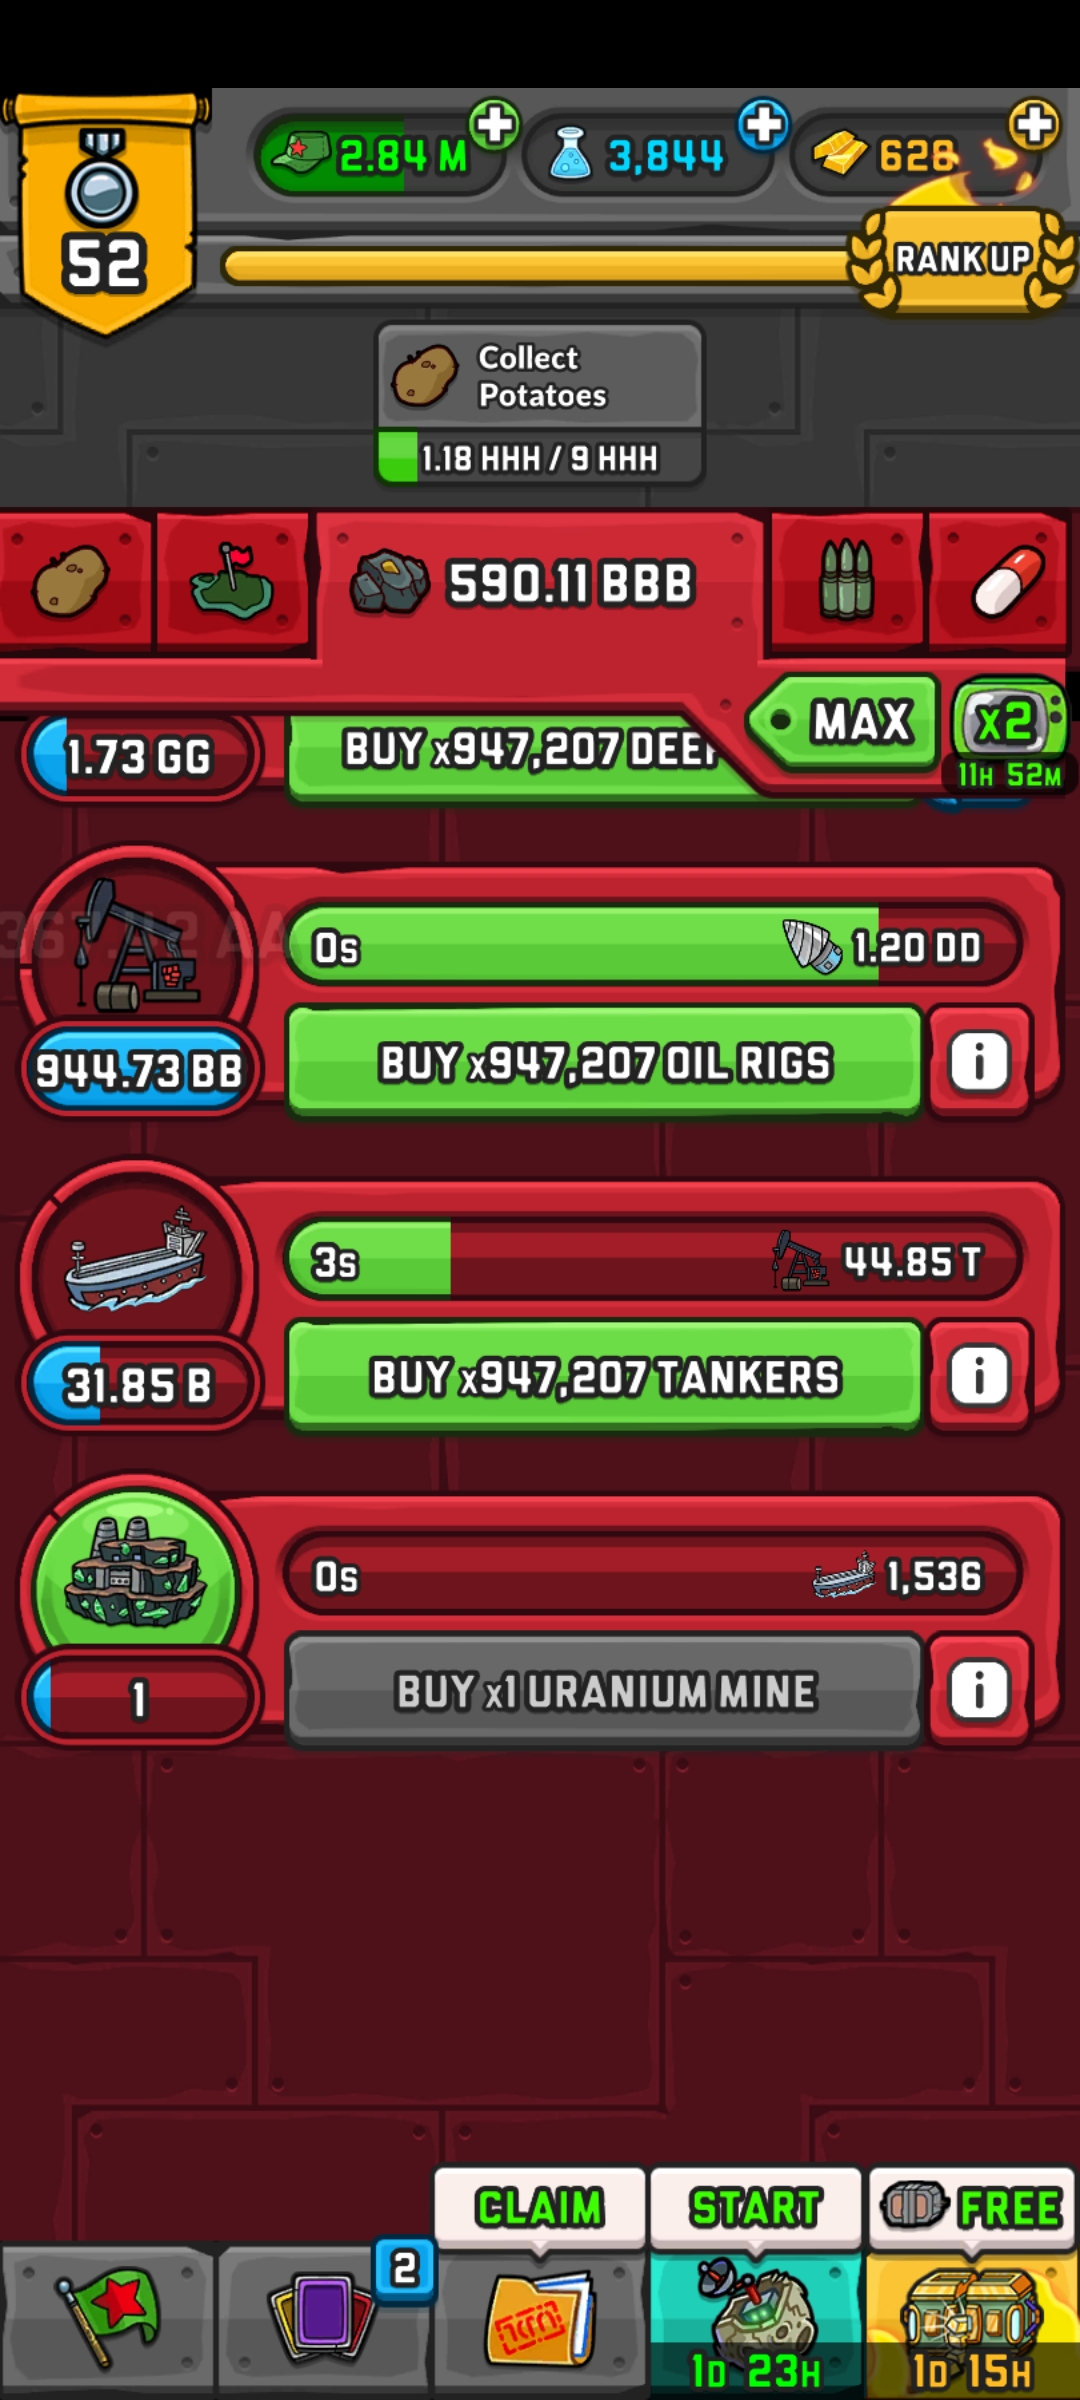 2.84 M
3,844
628
52
RANK UP
Collect
Potatoes
1.18 HHH / 9 HHH
590.11 BBB
MAX
x2
11H 52M
1.73 GG
BUY x947,207
0s
1.20 DD
944.73 BB
BUY x947,207 OIL RIGS
i
3s
44.85 T
31.85 B
BUY x947,207 TANKERS
i
0s
1,536
1
BUY x1 URANIUM MINE
i
CLAIM
START
FREE
2
1D 23H
1D 15H